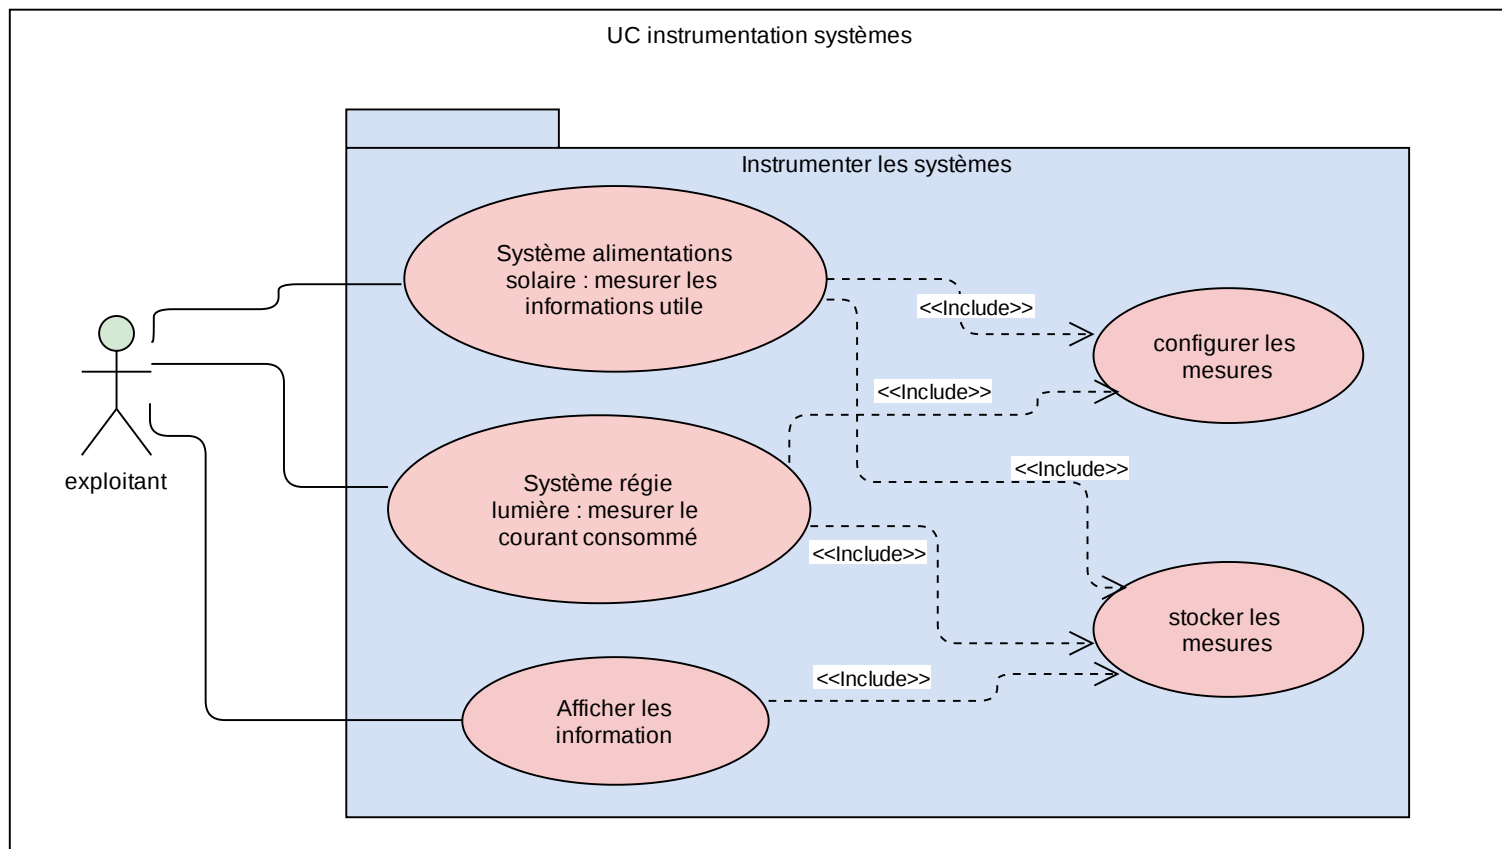 UC instrumentation systèmes
Instrumenter les systèmes
Système alimentations
solaire : mesurer les
informations utile
<<Include>>
configurer les
mesures
<<Include>>
exploitant
Système régie
lumière : mesurer le
courant consommé
<<Include>>
<<Include>>
stocker les
mesures
<<Include>>
Afficher les
information